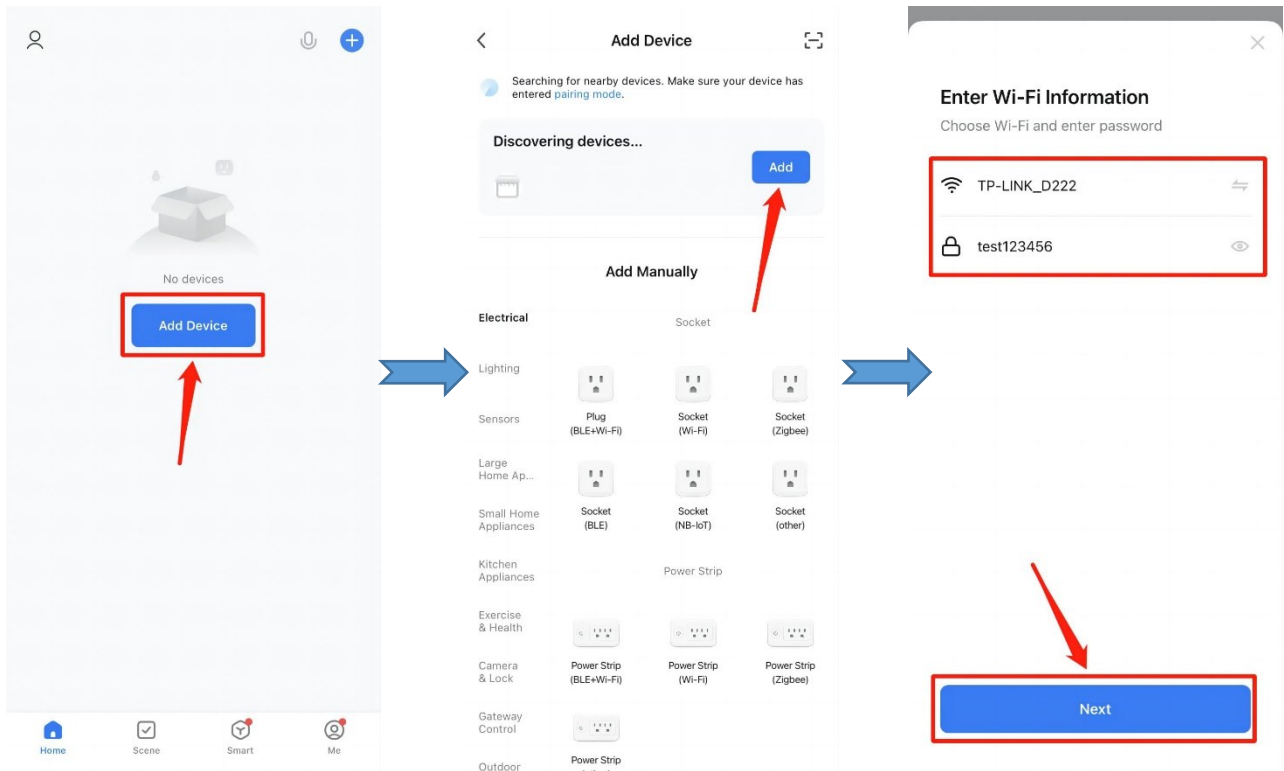 No devices
Add Device
Home
Scene
Smart
Me
Add Device
Searching for nearby devices. Make sure your device has
entered pairing mode.
Discovering devices...
Add
Add Manually
Electrical
Lighting
Sensors
Large
Home Ap...
Small Home
Appliances
Kitchen
Appliances
Exercise
& Health
Camera
& Lock
Gateway
Control
Outdoor
Socket
Plug
(BLE+Wi-Fi)
Socket
(Wi-Fi)
Socket
(Zigbee)
Socket
(BLE)
Socket
(NB-IoT)
Socket
(other)
Power Strip
Power Strip
(BLE+Wi-Fi)
Power Strip
(Wi-Fi)
Power Strip
(Zigbee)
Power Strip
Enter Wi-Fi Information
Choose Wi-Fi and enter password
TP-LINK_D222
test123456
Next